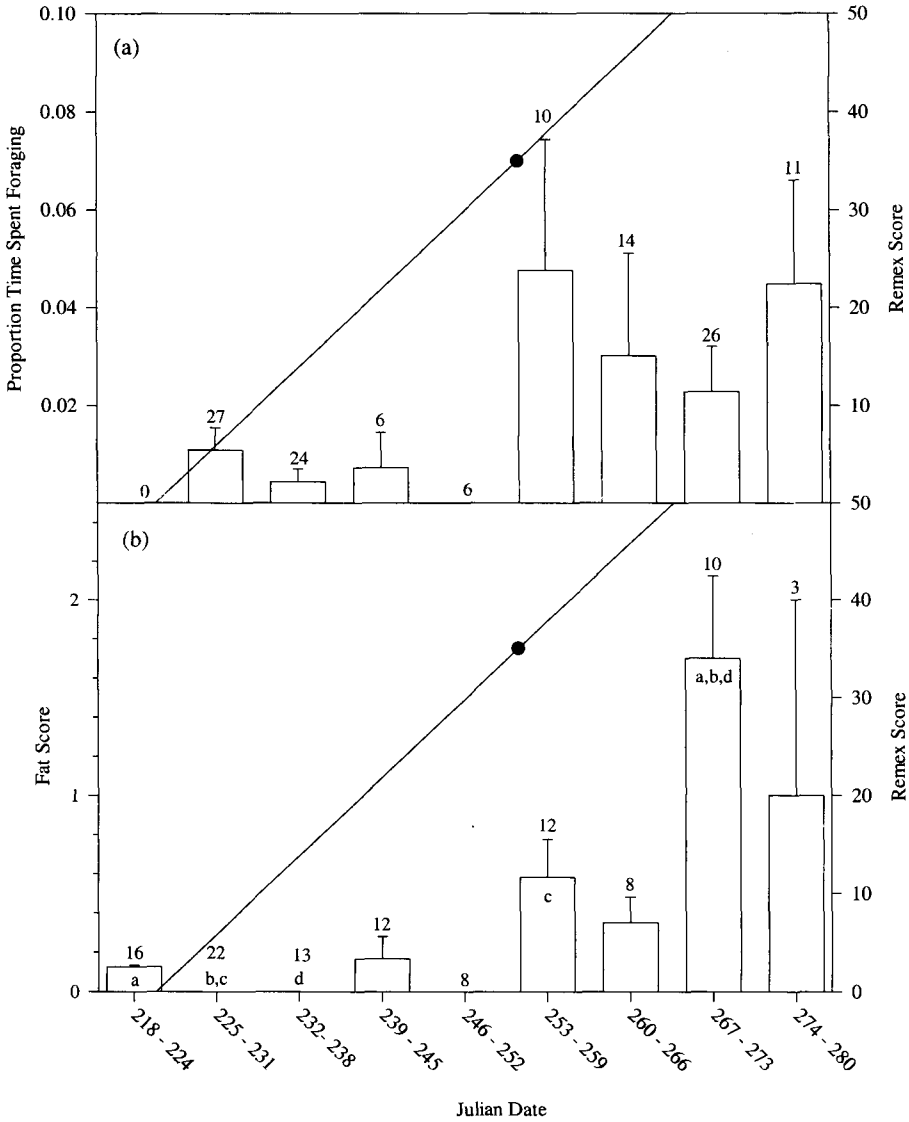 (a)
Proportion Time Spent Foraging
0.10
0.08
0.06
0.04
0.02
0
27
24
6
6
10
14
26
11
50
40
30
20
10
50
Remex Score
(b)
Fat Score
2
1
0
16
a
22
b,c
13
d
12
8
12
c
8
10
a,b,d
3
40
30
20
10
0
Remex Score
218 - 224
225 - 231
232- 238
239 - 245
246 - 252
253 - 259
260 - 266
267 - 273
274 - 280
Julian Date